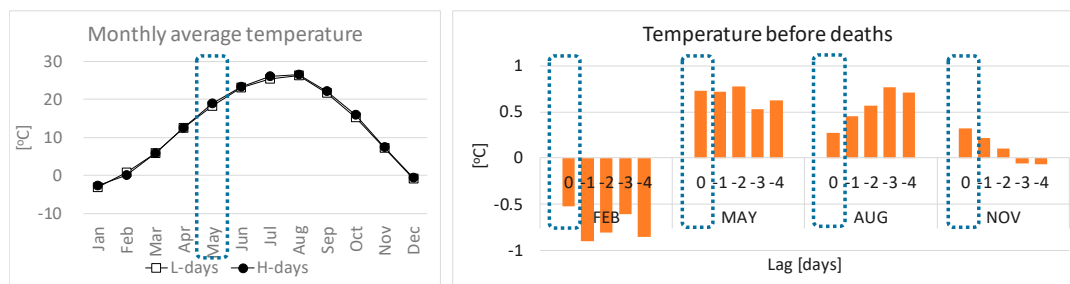 Monthly average temperature
[°C]
30
20
10
0
-10
Jan Feb Mar Apr May Jun Jul Aug Sep Oct Nov Dec
L-days H-days
Temperature before deaths
[°C]
1
0.5
0
-0.5
-1
0 -1 -2 -3 -4 0 -1 -2 -3 -4 0 -1 -2 -3 -4 0 -1 -2 -3 -4
FEB MAY AUG NOV
Lag [days]